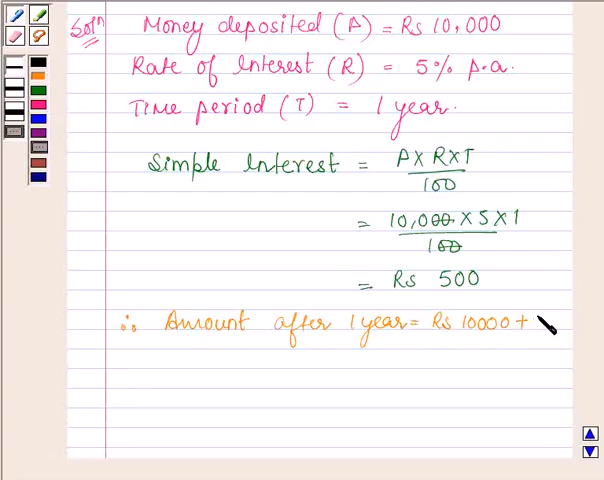 Solⁿ Money deposited (P) = Rs 10,000
Rate of Interest (R) = 5% p.a.
Time period (T) = 1 year.
Simple Interest = P X R X T
100
= 10,000 X 5 X 1
100
= Rs 500
∴ Amount after 1 year = Rs 10000 +